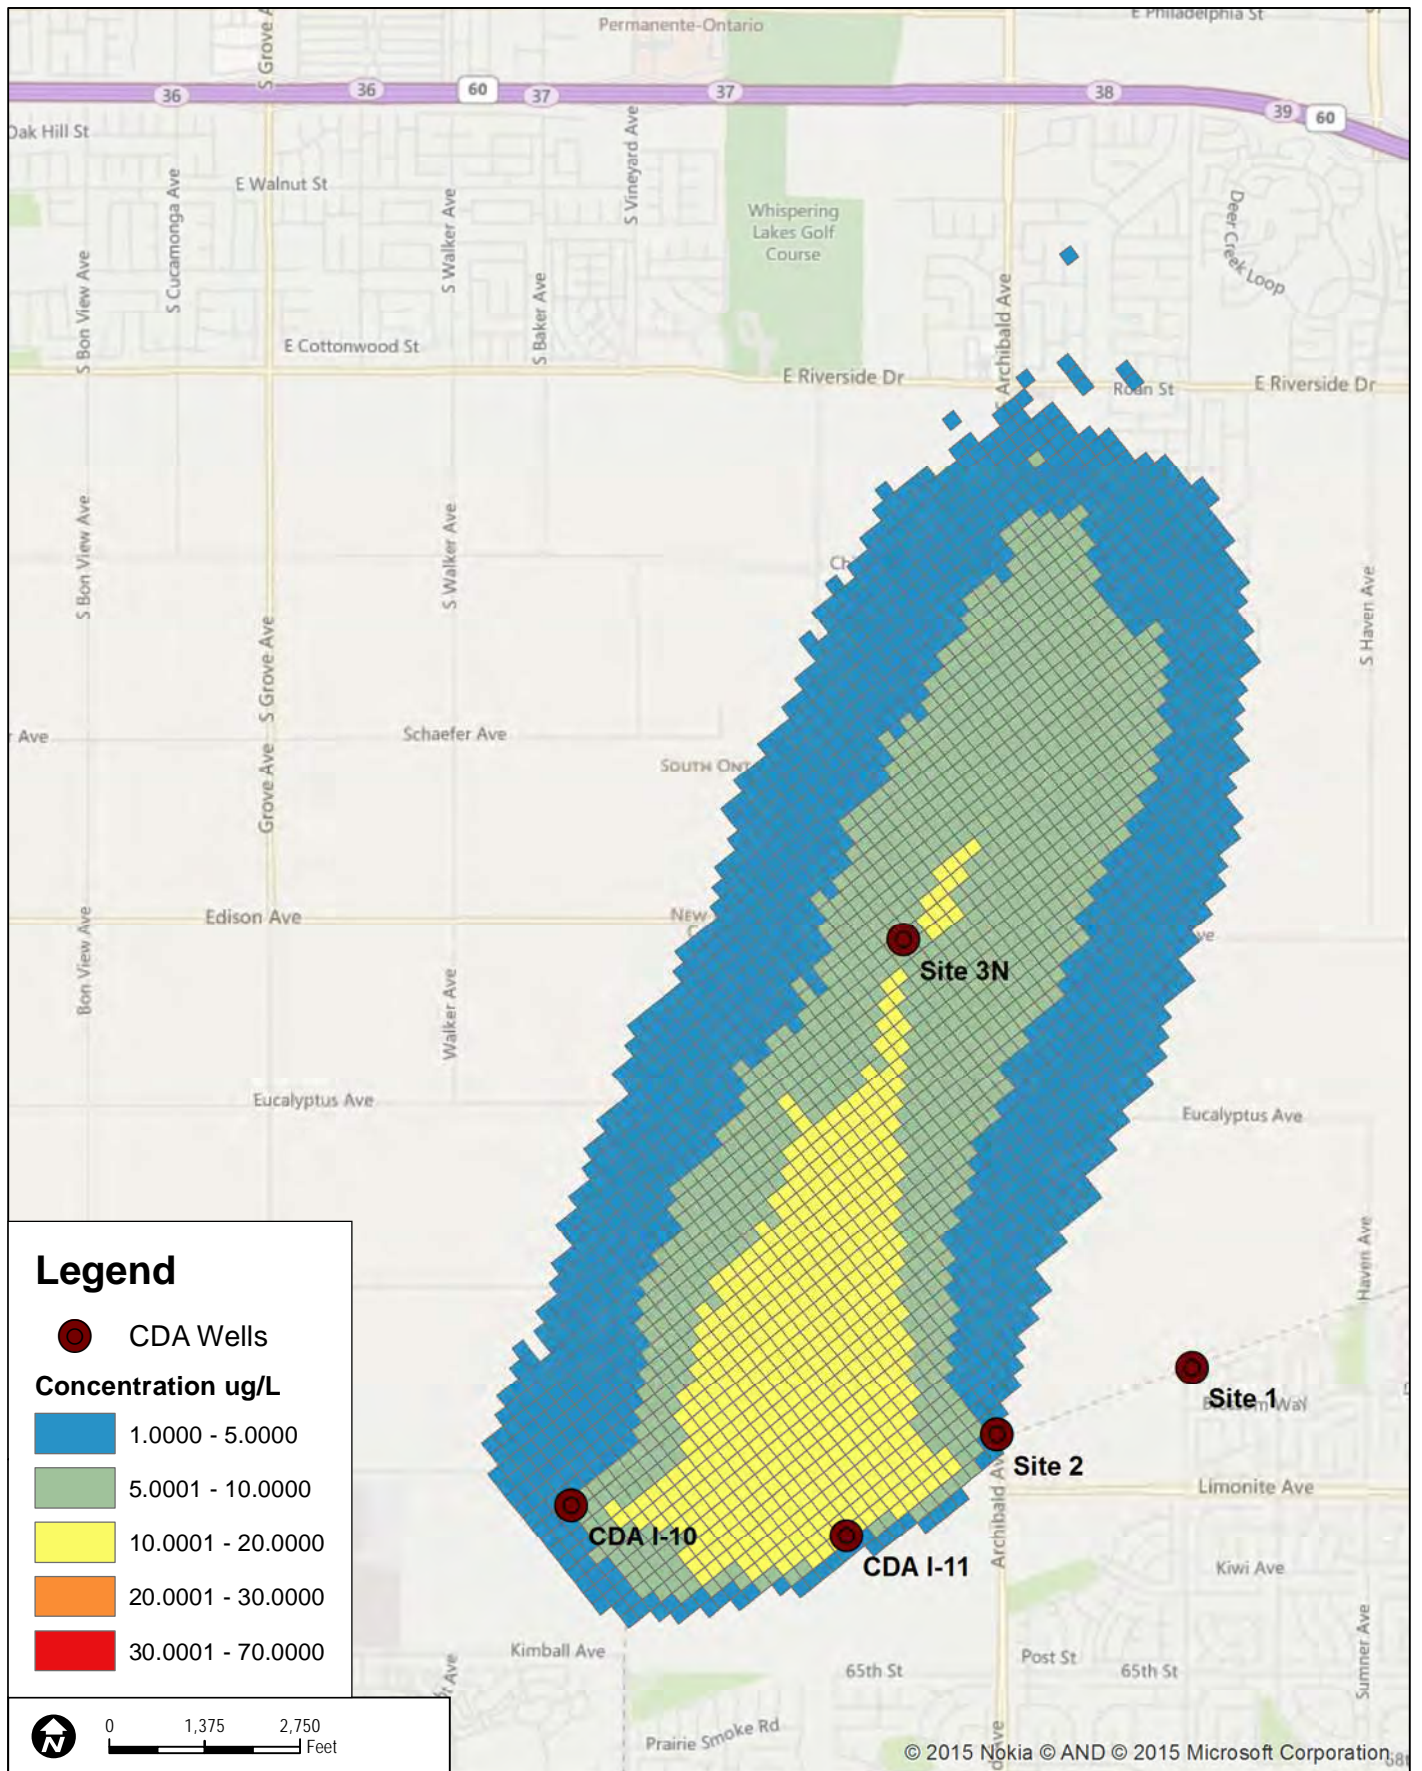 Permanente-Ontario
E Philadelphia St
S Grove A
36
36
60
37
37
38
39
60
Oak Hill St
E Walnut St
S Cucamonga Ave
S Bon View Ave
S Walker Ave
S Baker Ave
S Vineyard Ave
Whispering
Lakes Golf
Course
S Archibald Ave
Deer Creek Loop
E Cottonwood St
E Riverside Dr
Roan St
E Riverside Dr
S Bon View Ave
S Grove Ave
S Walker Ave
Ch
S Haven Ave
r Ave
Grove Ave
Schaefer Ave
SOUTH ONT
Edison Ave
NEW
C
ve
Bon View Ave
Walker Ave
Site 3N
Eucalyptus Ave
Eucalyptus Ave
Haven Ave
Site 1
Blossom Way
Site 2
Archibald Ave
Limonite Ave
CDA I-10
CDA I-11
Kiwi Ave
Kimball Ave
65th St
Post St
65th St
Sumner Ave
ht Ave
Prairie Smoke Rd
d Ave
68t
Legend
CDA Wells
Concentration ug/L
1.0000 - 5.0000
5.0001 - 10.0000
10.0001 - 20.0000
20.0001 - 30.0000
30.0001 - 70.0000
N
0 1,375 2,750
Feet
© 2015 Nokia © AND © 2015 Microsoft Corporation